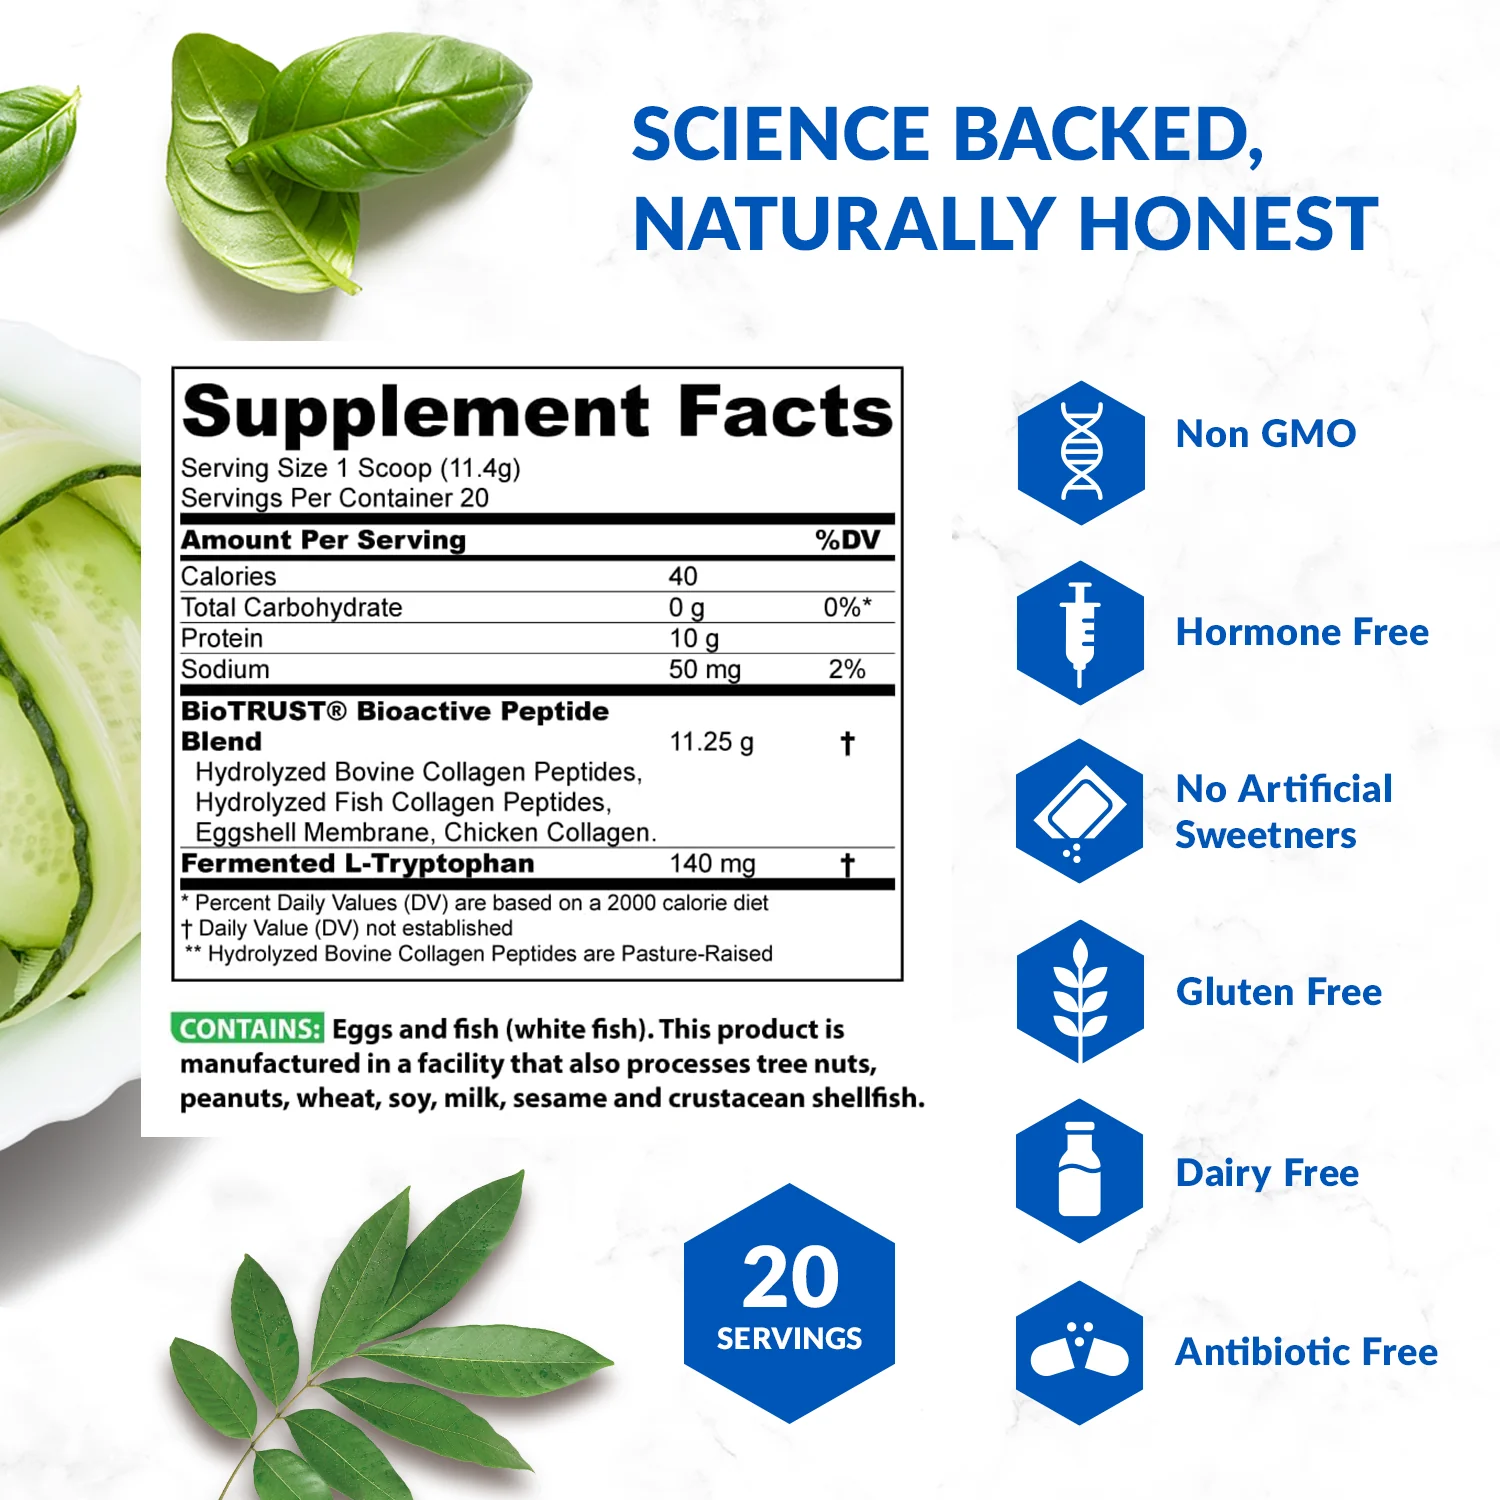 SCIENCE BACKED,
NATURALLY HONEST
Supplement Facts
Serving Size 1 Scoop (11.4g)
Servings Per Container 20
Amount Per Serving %DV
Calories 40
Total Carbohydrate 0 g 0%*
Protein 10 g
Sodium 50 mg 2%
BioTRUST® Bioactive Peptide
Blend 11.25 g †
Hydrolyzed Bovine Collagen Peptides,
Hydrolyzed Fish Collagen Peptides,
Eggshell Membrane, Chicken Collagen.
Fermented L-Tryptophan 140 mg †
* Percent Daily Values (DV) are based on a 2000 calorie diet
† Daily Value (DV) not established
** Hydrolyzed Bovine Collagen Peptides are Pasture-Raised
CONTAINS: Eggs and fish (white fish). This product is
manufactured in a facility that also processes tree nuts,
peanuts, wheat, soy, milk, sesame and crustacean shellfish.
20
SERVINGS
Non GMO
Hormone Free
No Artificial
Sweetners
Gluten Free
Dairy Free
Antibiotic Free